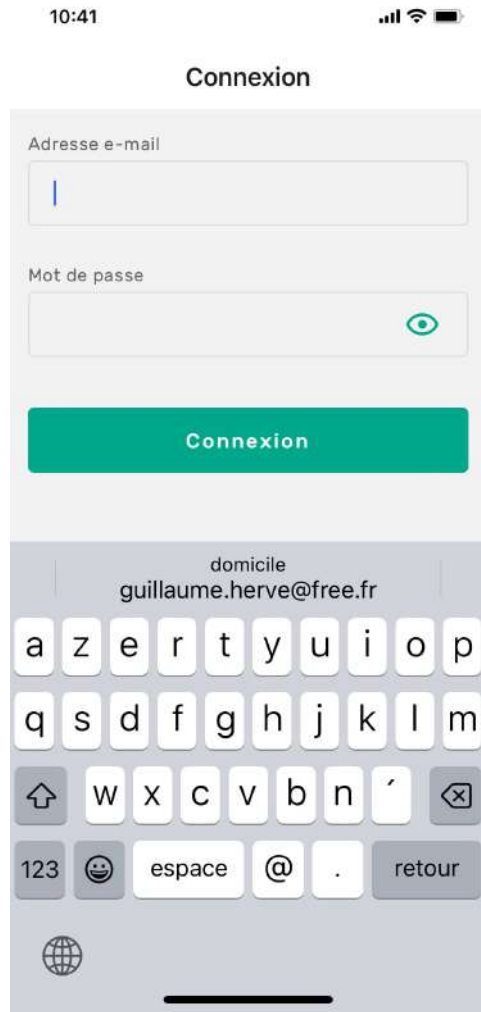 10:41
Connexion
Adresse e-mail
Mot de passe
Connexion
domicile
guillaume.herve@free.fr
a z e r t y u i o p
q s d f g h j k l m
w x c v b n ´
123 espace @ . retour